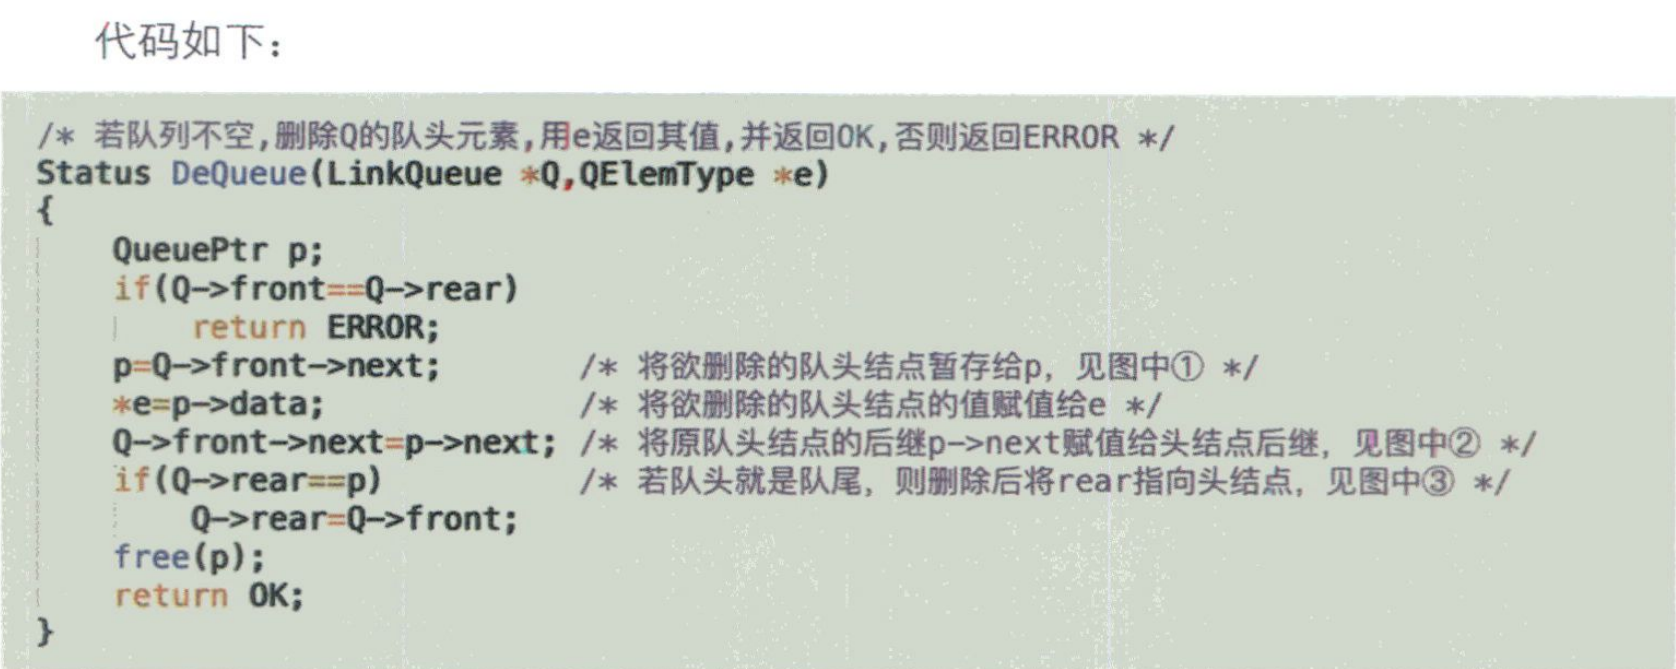 代码如下：
/* 若队列不空,删除Q的队头元素,用e返回其值,并返回OK,否则返回ERROR */
Status DeQueue(LinkQueue *Q,QElemType *e)
{
    QueuePtr p;
    if(Q->front==Q->rear)
        return ERROR;
    p=Q->front->next;       /* 将欲删除的队头结点暂存给p，见图中① */
    *e=p->data;             /* 将欲删除的队头结点的值赋值给e */
    Q->front->next=p->next; /* 将原队头结点的后继p->next赋值给头结点后继，见图中② */
    if(Q->rear==p)          /* 若队头就是队尾，则删除后将rear指向头结点，见图中③ */
        Q->rear=Q->front;
    free(p);
    return OK;
}